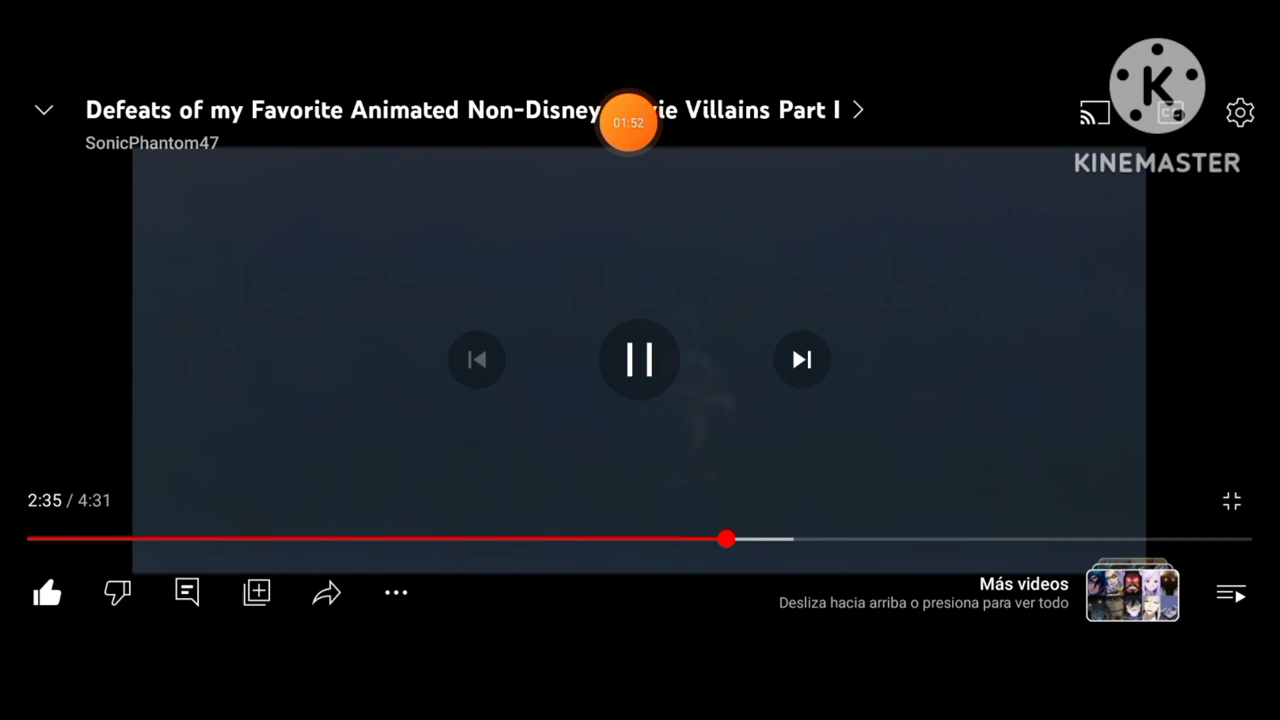 Defeats of my Favorite Animated Non-Disney Villains Part I
01:52
SonicPhantom47
K
KINEMASTER
2:35 / 4:31
Más videos
Desliza hacia arriba o presiona para ver todo